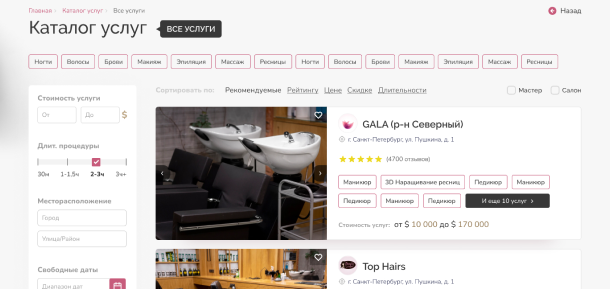 Главная · Каталог услуг · Все услуги
Назад
Каталог услуг ВСЕ УСЛУГИ
Ногти Волосы Брови Макияж Эпиляция Массаж Ресницы Ногти Волосы Брови Макияж Эпиляция Массаж Ресницы
Стоимость услуги
От До $
Длит. процедуры
30м 1-1,5ч 2-3ч 3ч+
Месторасположение
Город
Улица/Район
Свободные даты
Диапазон дат
Сортировать по: Рекомендуемые Рейтингу Цене Скидке Длительности
Мастер Салон
GALA (р-н Северный)
г. Санкт-Петербург ул. Пушкина, д. 1
(4700 отзывов)
Маникюр 3D Наращивание ресниц Педикюр Маникюр
Педикюр Маникюр Педикюр И еще 10 услуг >
Стоимость услуг: от $ 10 000 до $ 170 000
Top Hairs
г. Санкт-Петербург ул. Пушкина, д. 1